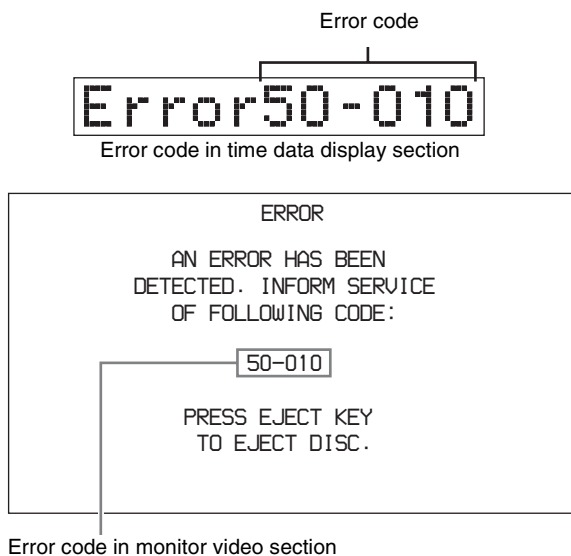 Error code
Error50-010
Error code in time data display section
ERROR
AN ERROR HAS BEEN
DETECTED. INFORM SERVICE
OF FOLLOWING CODE:
50-010
PRESS EJECT KEY
TO EJECT DISC.
Error code in monitor video section